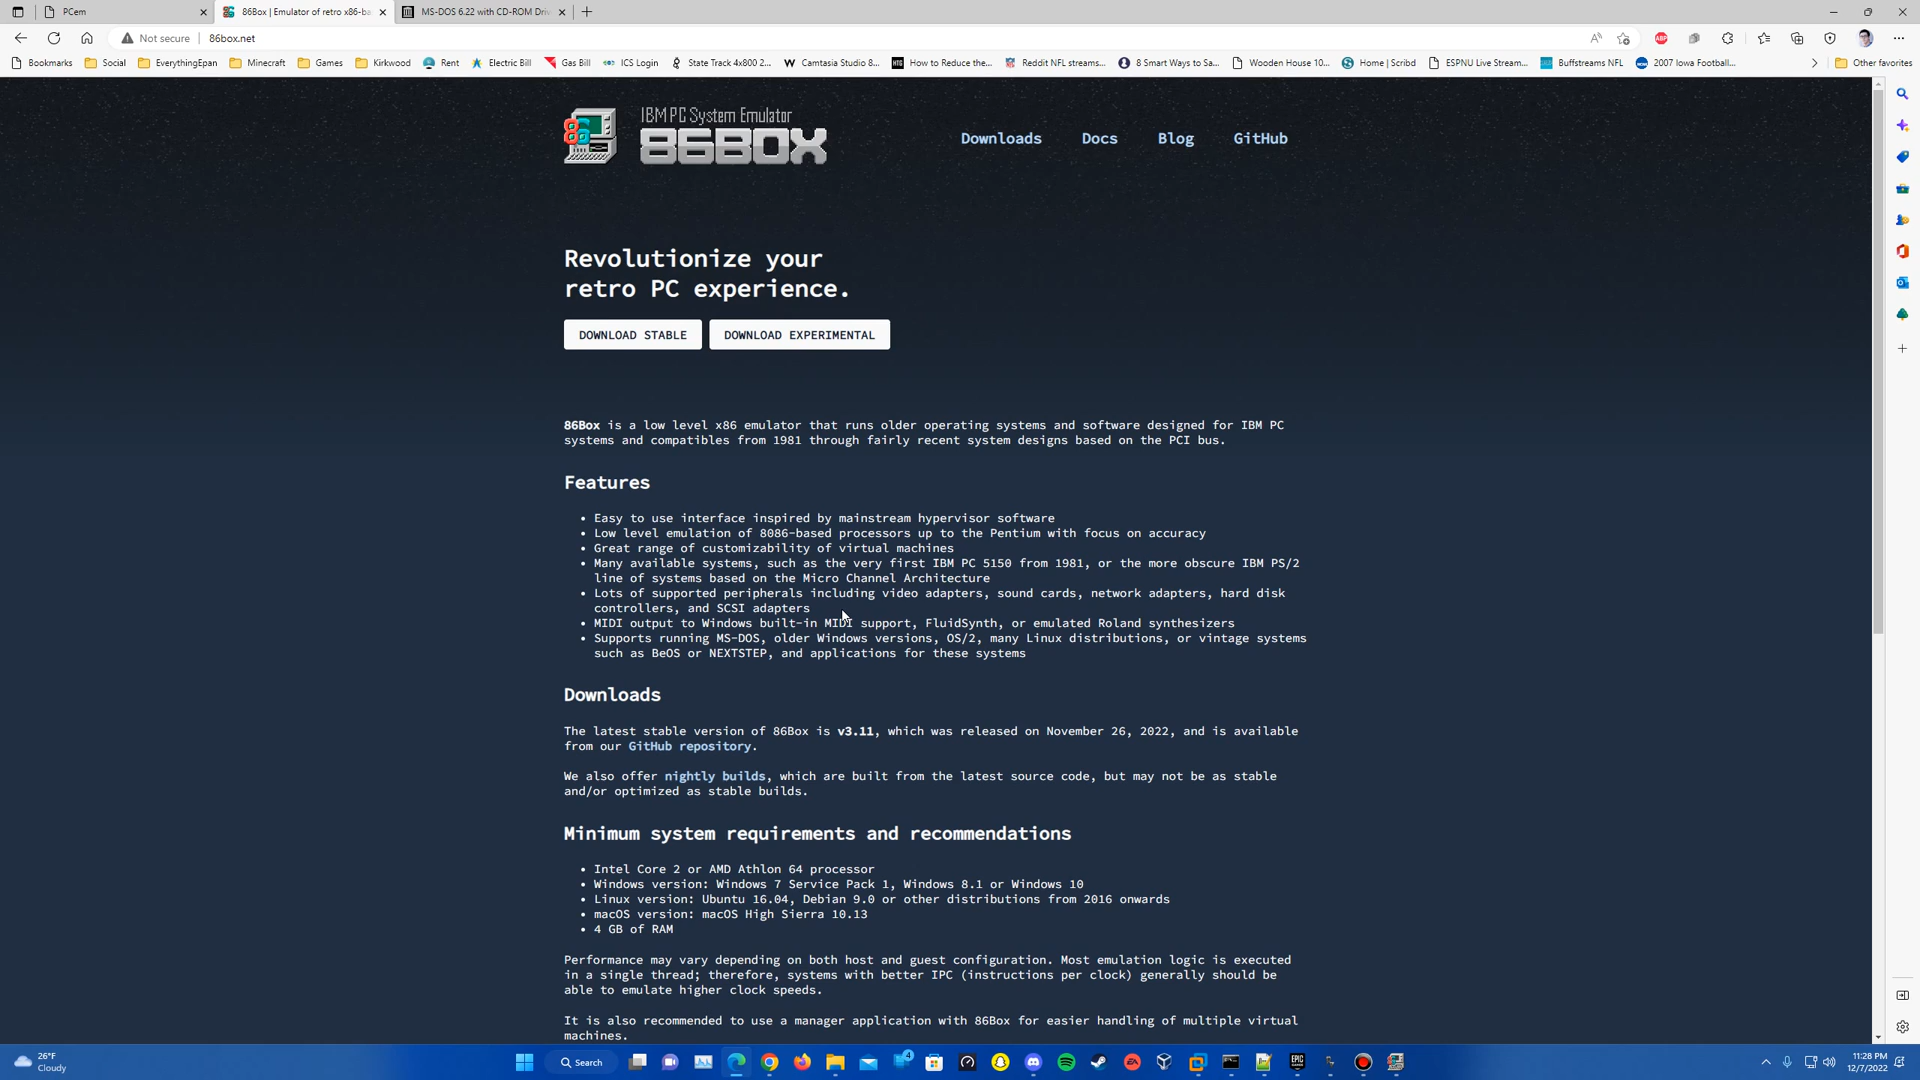 PCem
86Box | Emulator of retro x86-ba
MS-DOS 6.22 with CD-ROM Driv
Not secure
86box.net
Bookmarks
Social
EverythingEpan
Minecraft
Games
Kirkwood
Rent
Electric Bill
Gas Bill
ICS Login
State Track 4x800 2...
Camtasia Studio 8...
How to Reduce the...
Reddit NFL streams...
8 Smart Ways to Sa...
Wooden House 10...
Home | Scribd
ESPNU Live Stream...
Buffstreams NFL
2007 Iowa Football...
Other favorites
IBM PC System Emulator
86BOX
Downloads
Docs
Blog
GitHub
Revolutionize your
retro PC experience.
DOWNLOAD STABLE
DOWNLOAD EXPERIMENTAL
86Box is a low level x86 emulator that runs older operating systems and software designed for IBM PC
systems and compatibles from 1981 through fairly recent system designs based on the PCI bus.
Features
• Easy to use interface inspired by mainstream hypervisor software
• Low level emulation of 8086-based processors up to the Pentium with focus on accuracy
• Great range of customizability of virtual machines
• Many available systems, such as the very first IBM PC 5150 from 1981, or the more obscure IBM PS/2
line of systems based on the Micro Channel Architecture
• Lots of supported peripherals including video adapters, sound cards, network adapters, hard disk
controllers, and SCSI adapters
• MIDI output to Windows built-in MIDI support, FluidSynth, or emulated Roland synthesizers
• Supports running MS-DOS, older Windows versions, OS/2, many Linux distributions, or vintage systems
such as BeOS or NEXTSTEP, and applications for these systems
Downloads
The latest stable version of 86Box is v3.11, which was released on November 26, 2022, and is available
from our GitHub repository.
We also offer nightly builds, which are built from the latest source code, but may not be as stable
and/or optimized as stable builds.
Minimum system requirements and recommendations
• Intel Core 2 or AMD Athlon 64 processor
• Windows version: Windows 7 Service Pack 1, Windows 8.1 or Windows 10
• Linux version: Ubuntu 16.04, Debian 9.0 or other distributions from 2016 onwards
• macOS version: macOS High Sierra 10.13
• 4 GB of RAM
Performance may vary depending on both host and guest configuration. Most emulation logic is executed
in a single thread; therefore, systems with better IPC (instructions per clock) generally should be
able to emulate higher clock speeds.
It is also recommended to use a manager application with 86Box for easier handling of multiple virtual
machines.
26°F
Cloudy
Search
11:28 PM
12/7/2022